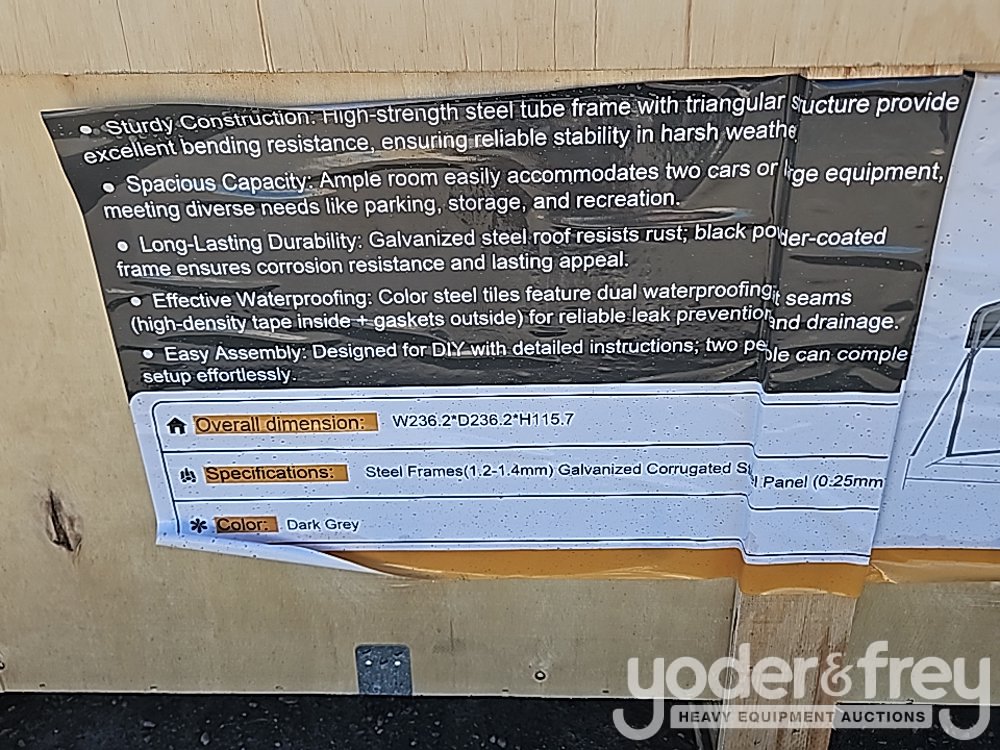 • Sturdy Construction: High-strength steel tube frame with triangular structure provide
excellent bending resistance, ensuring reliable stability in harsh weathe
• Spacious Capacity: Ample room easily accommodates two cars or rge equipment,
meeting diverse needs like parking, storage, and recreation.
• Long-Lasting Durability: Galvanized steel roof resists rust; black powder-coated
frame ensures corrosion resistance and lasting appeal.
• Effective Waterproofing: Color steel tiles feature dual waterproofing t seams
(high-density tape inside + gaskets outside) for reliable leak prevention and drainage.
• Easy Assembly: Designed for DIY with detailed instructions; two people can comple
setup effortlessly.
Overall dimension: W236.2*D236.2*H115.7
Specifications: Steel Frames(1.2-1.4mm) Galvanized Corrugated St l Panel (0.25mm
Color: Dark Grey
yoder&frey
HEAVY EQUIPMENT AUCTIONS